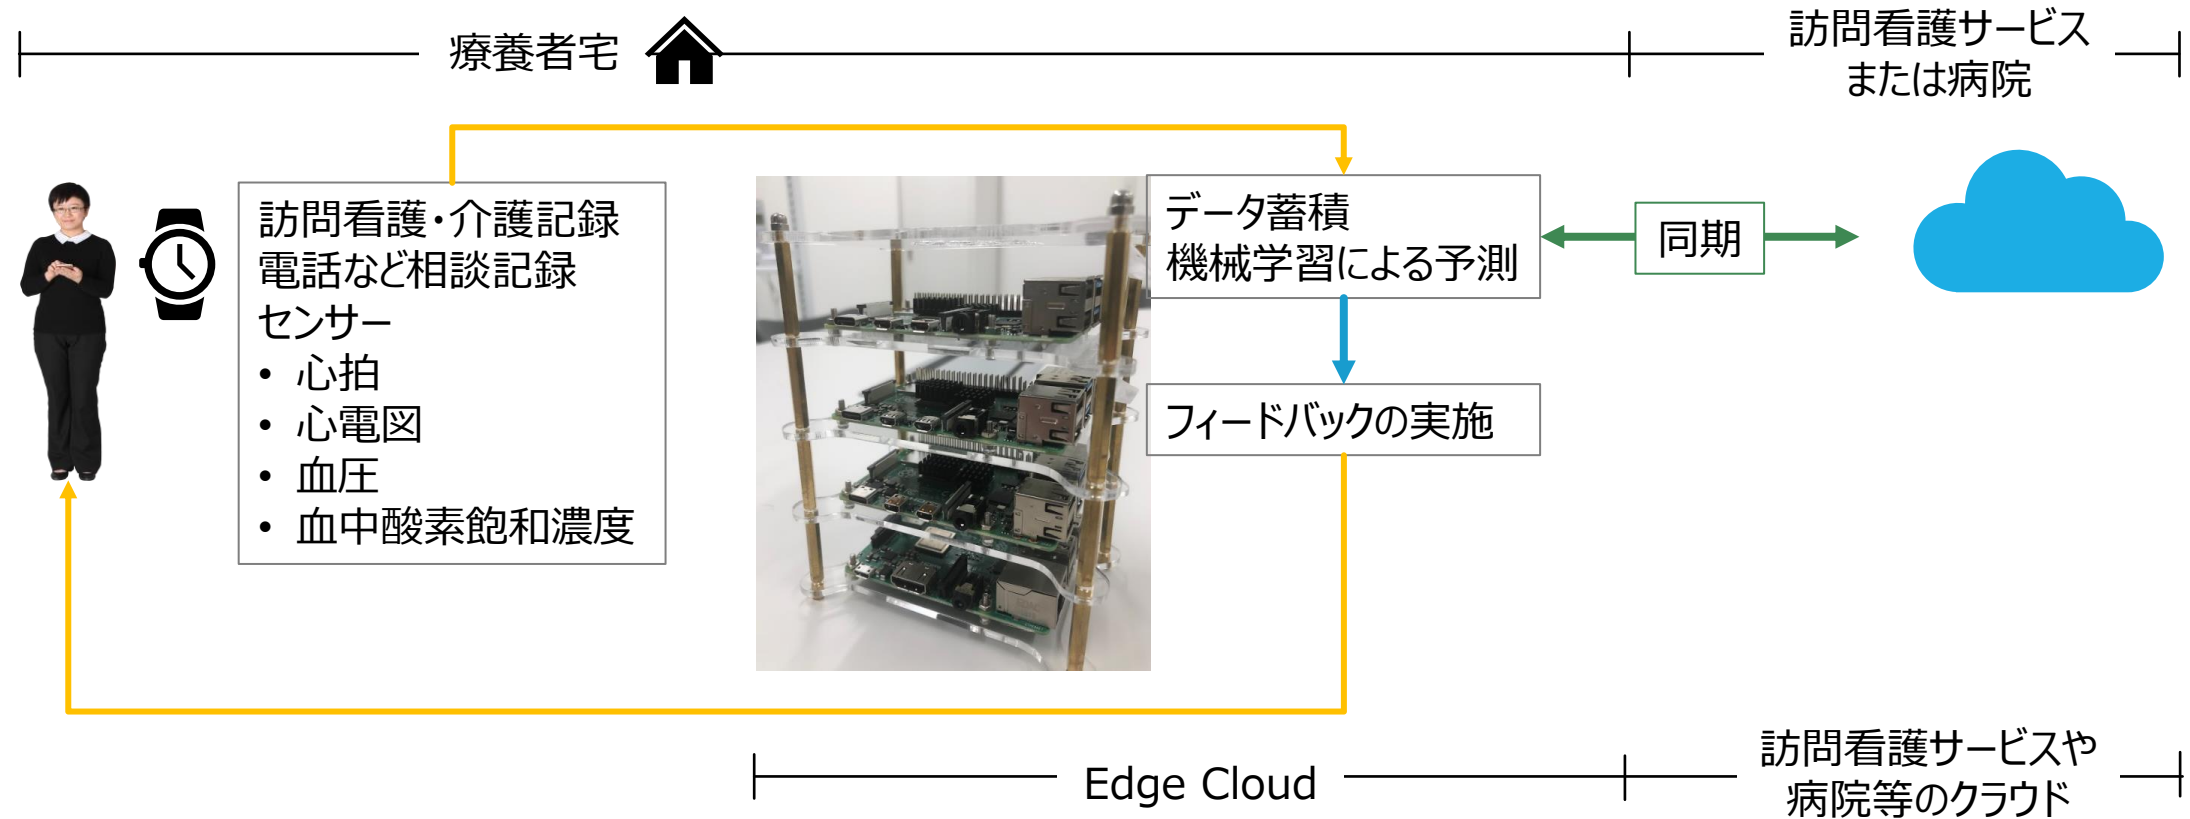 療養者宅
訪問看護サービス
または病院
訪問看護・介護記録
電話など相談記録
センサー
• 心拍
• 心電図
• 血圧
• 血中酸素飽和濃度
データ蓄積
機械学習による予測
同期
フィードバックの実施
Edge Cloud
訪問看護サービスや
病院等のクラウド